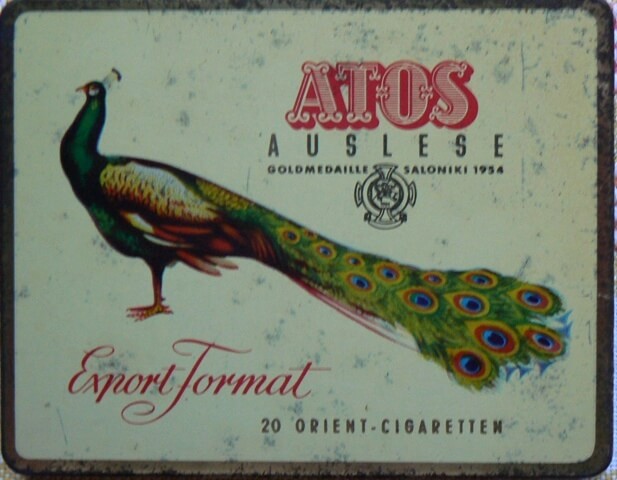 ATOS
AUSLESE
GOLDMEDAILLE SALONIKI 1954
Export Format
20 ORIENT-CIGARETTEN